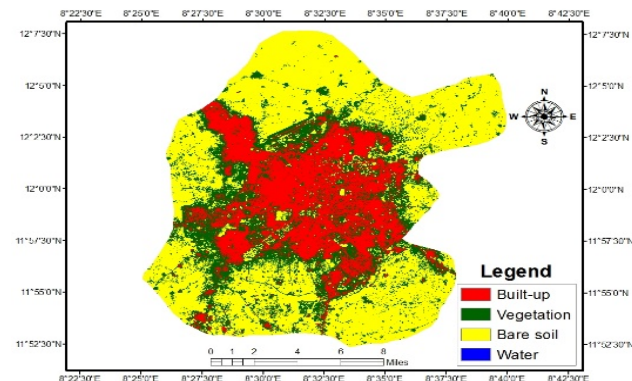 8°22'30"E 8°25'0"E 8°27'30"E 8°30'0"E 8°32'30"E 8°35'0"E 8°37'30"E 8°40'0"E 8°42'30"E
12°7'30"N 12°7'30"N
12°5'0"N 12°5'0"N
N
W E
S
12°2'30"N 12°2'30"N
12°0'0"N 12°0'0"N
11°57'30"N 11°57'30"N
Legend
Built-up
Vegetation
Bare soil
Water
11°55'0"N 11°55'0"N
11°52'30"N 11°52'30"N
0 1 2 4 6 8
Miles
8°22'30"E 8°25'0"E 8°27'30"E 8°30'0"E 8°32'30"E 8°35'0"E 8°37'30"E 8°40'0"E 8°42'30"E